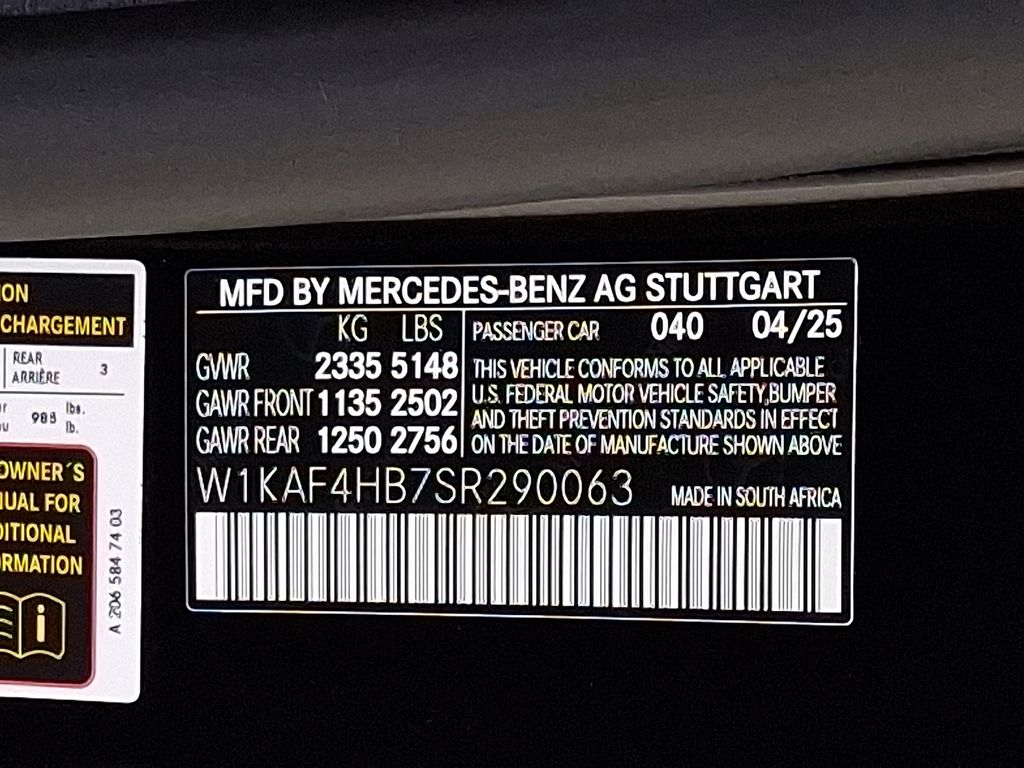 ON
CHARGEMENT
REAR
ARRIÈRE 3
lbs.
988 lb.
OWNER´S
UAL FOR
DITIONAL
ORMATION
A 206 584 74 03
MFD BY MERCEDES-BENZ AG STUTTGART
KG LBS
PASSENGER CAR 040 04/25
GVWR 2335 5148
GAWR FRONT 1135 2502
GAWR REAR 1250 2756
THIS VEHICLE CONFORMS TO ALL APPLICABLE
U.S. FEDERAL MOTOR VEHICLE SAFETY,BUMPER
AND THEFT PREVENTION STANDARDS IN EFFECT
ON THE DATE OF MANUFACTURE SHOWN ABOVE
W1KAF4HB7SR290063
MADE IN SOUTH AFRICA